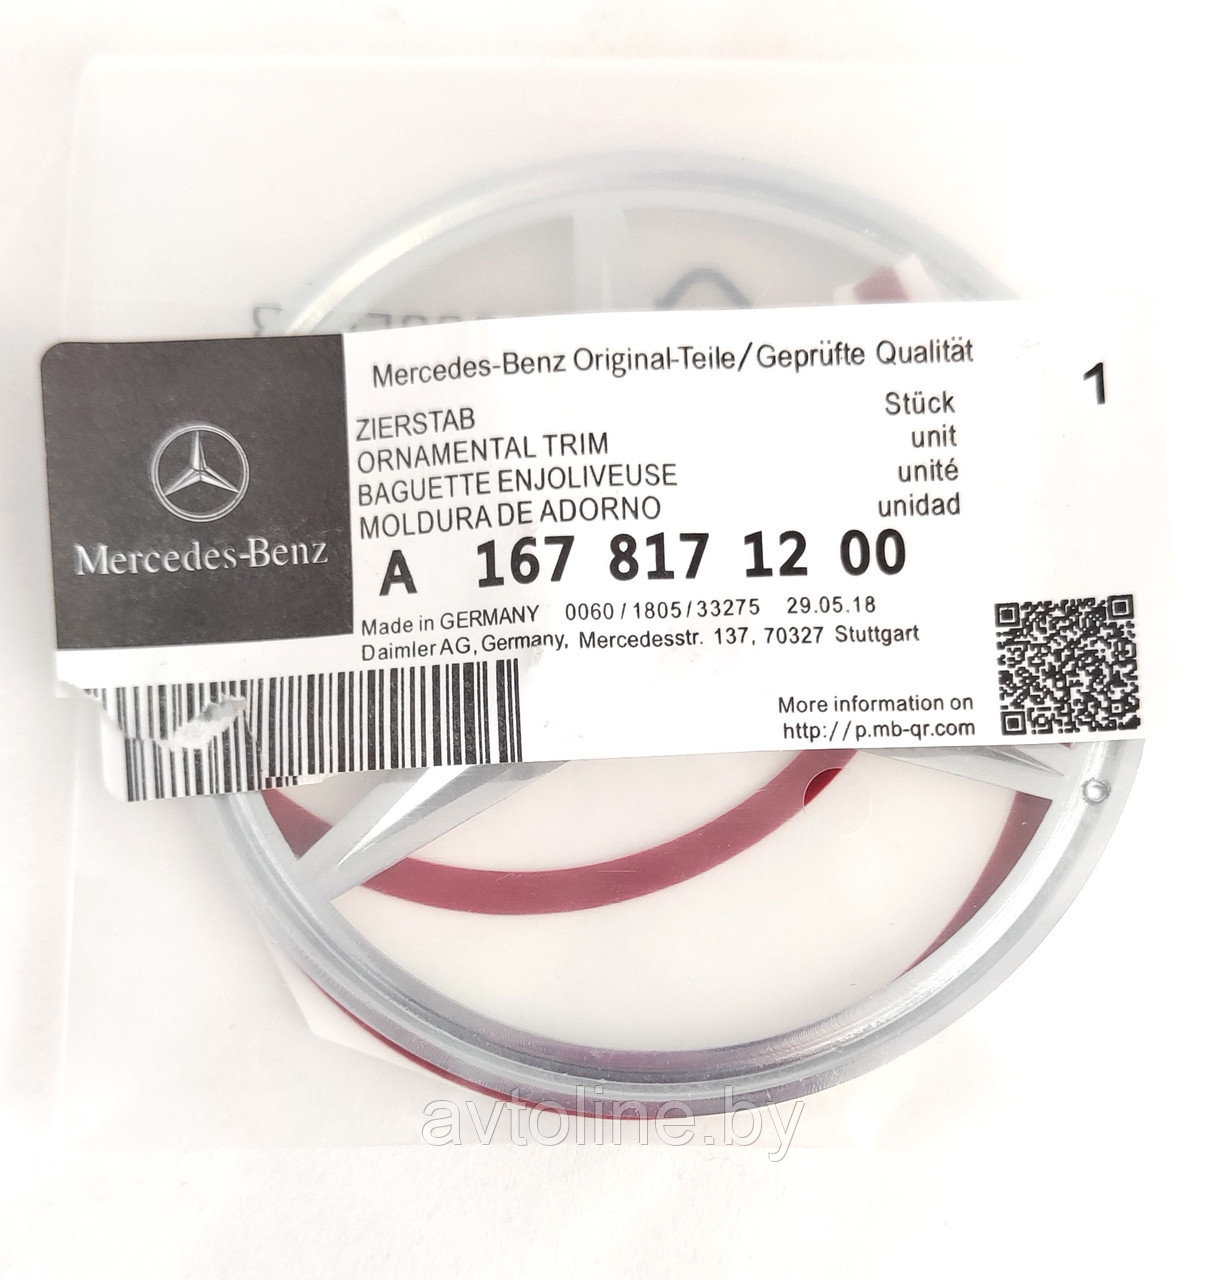 Mercedes-Benz Original-Teile/Geprüfte Qualität
1
ZIERSTAB Stück
ORNAMENTAL TRIM unit
BAGUETTE ENJOLIVEUSE unité
MOLDURA DE ADORNO unidad
A 167 817 12 00
Mercedes-Benz
Made in GERMANY 0060/1805/33275 29.05.18
Daimler AG, Germany, Mercedesstr. 137, 70327 Stuttgart
More information on
http://p.mb-qr.com
avtoline.by